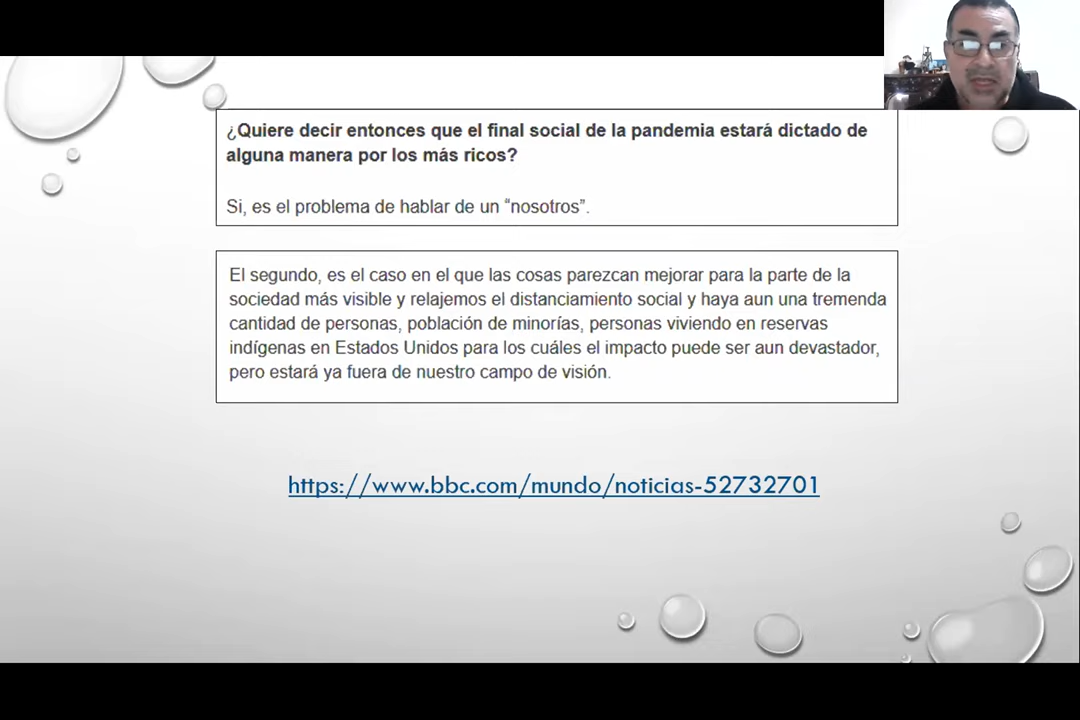 ¿Quiere decir entonces que el final social de la pandemia estará dictado de
alguna manera por los más ricos?
Si, es el problema de hablar de un “nosotros”.
El segundo, es el caso en el que las cosas parezcan mejorar para la parte de la
sociedad más visible y relajemos el distanciamiento social y haya aun una tremenda
cantidad de personas, población de minorías, personas viviendo en reservas
indígenas en Estados Unidos para los cuáles el impacto puede ser aun devastador,
pero estará ya fuera de nuestro campo de visión.
https://www.bbc.com/mundo/noticias-52732701